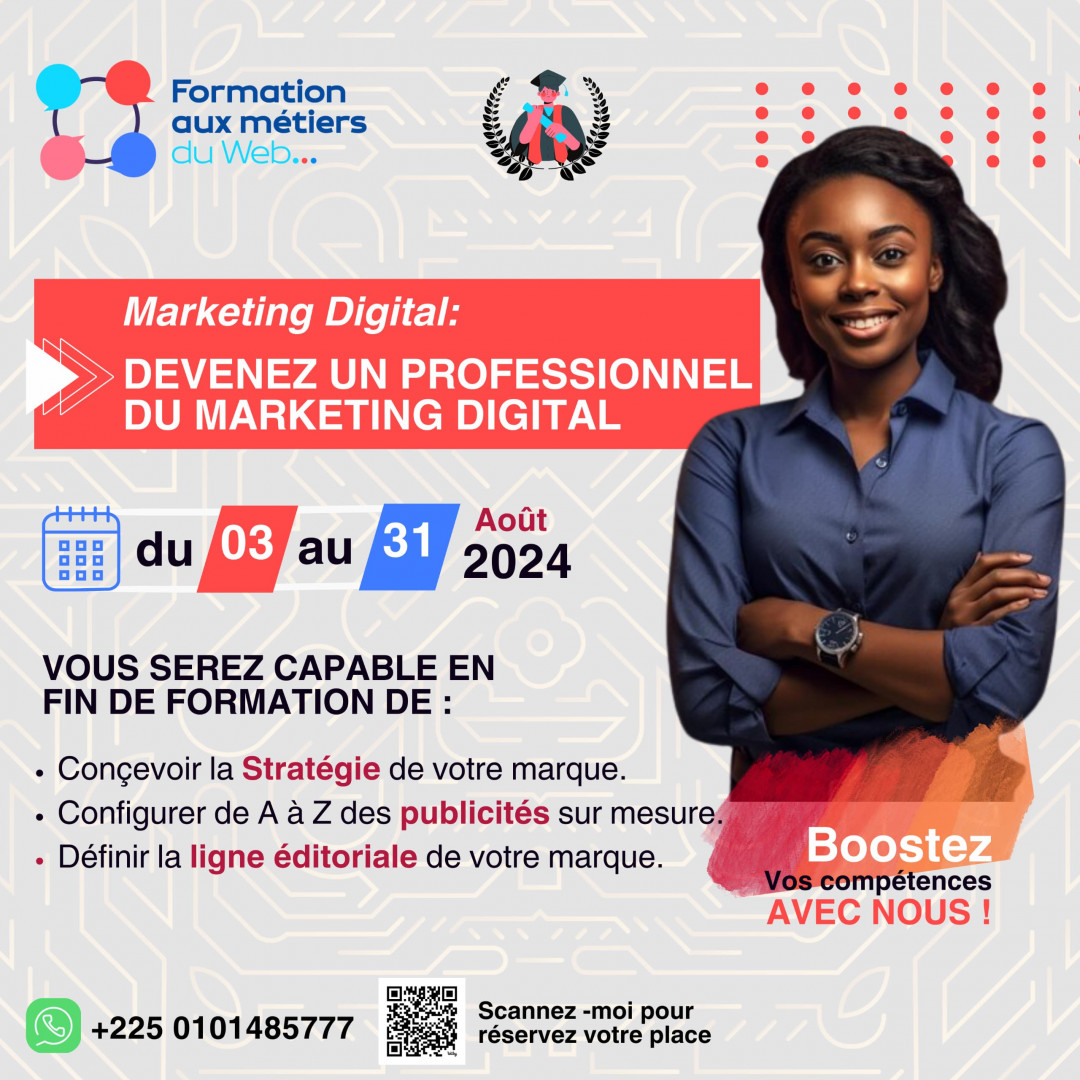 Formation
aux métiers
du Web...
Marketing Digital:
DEVENEZ UN PROFESSIONNEL
DU MARKETING DIGITAL
du 03 au 31 Août
2024
VOUS SEREZ CAPABLE EN
FIN DE FORMATION DE :
• Conçevoir la Stratégie de votre marque.
• Configurer de A à Z des publicités sur mesure.
• Définir la ligne éditoriale de votre marque.
Boostez
Vos compétences
AVEC NOUS !
+225 0101485777
Scannez -moi pour
réservez votre place